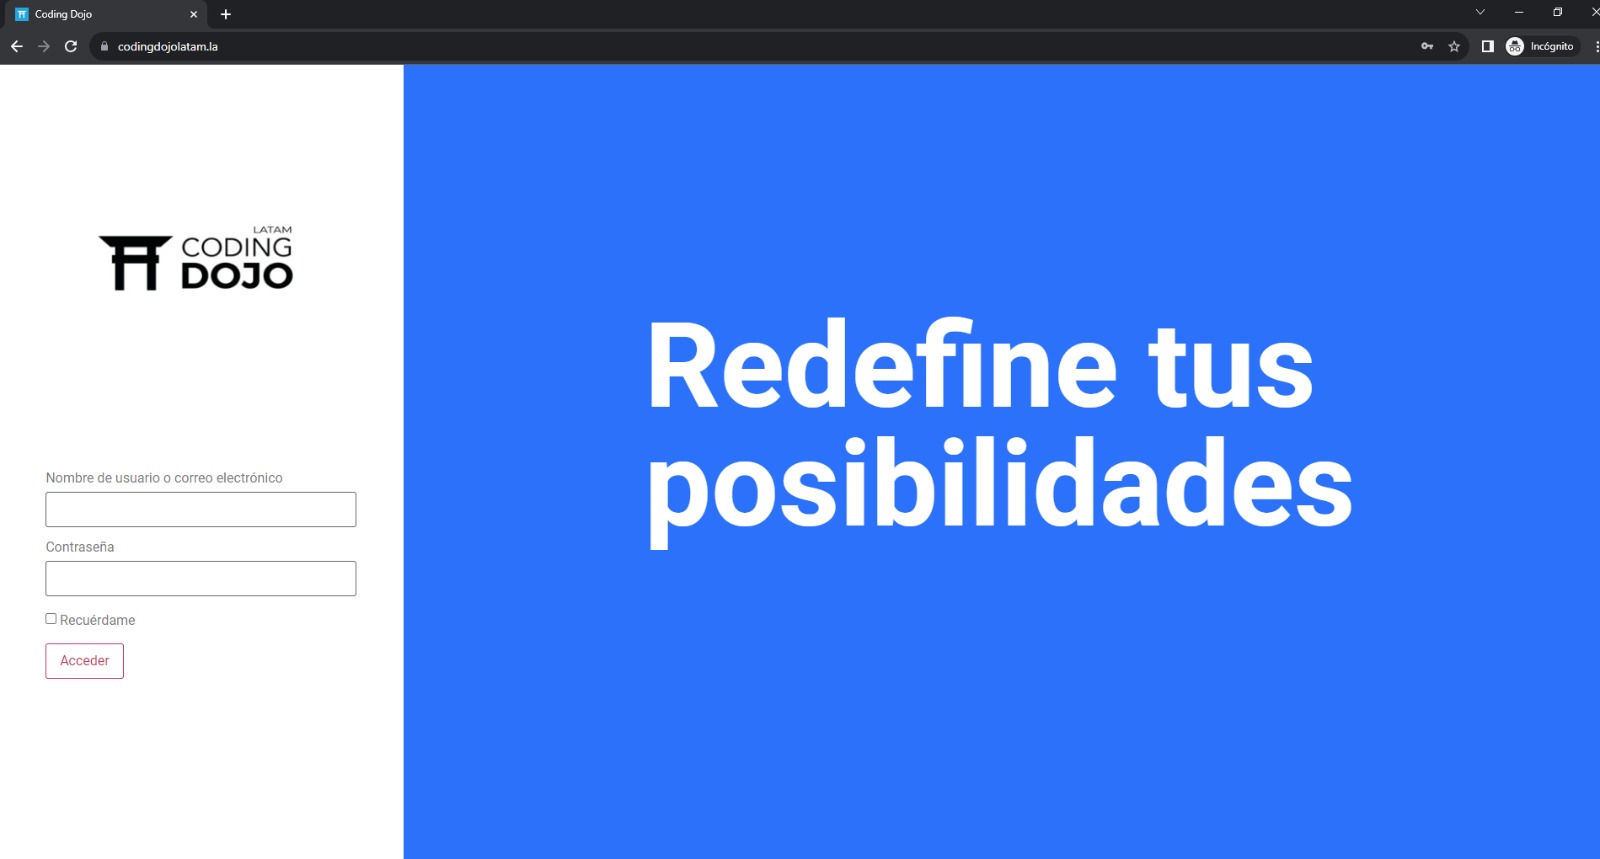 Coding Dojo
codingdojolatam.la
Incógnito
LATAM
CODING
DOJO
Redefine tus
posibilidades
Nombre de usuario o correo electrónico
Contraseña
Recuérdame
Acceder